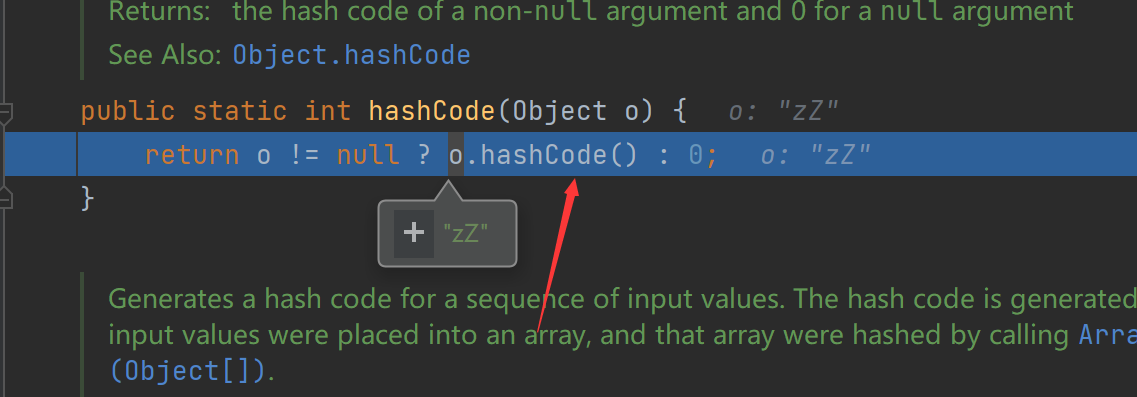 Returns: the hash code of a non-null argument and 0 for a null argument
See Also: Object.hashCode
public static int hashCode(Object o) { o: "zZ"
return o != null ? o.hashCode() : 0; o: "zZ"
}
+ "zZ"
Generates a hash code for a sequence of input values. The hash code is generated
input values were placed into an array, and that array were hashed by calling Arra
(Object[]).